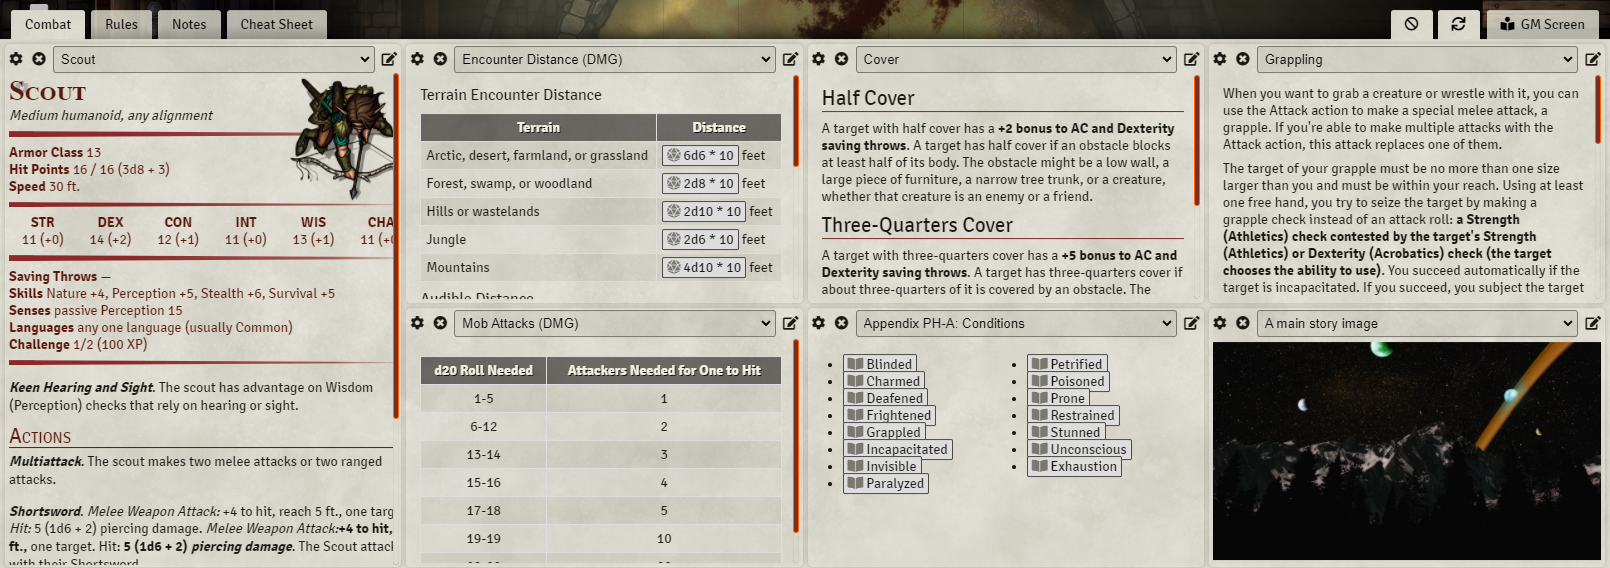 Combat
Rules
Notes
Cheat Sheet
GM Screen
Scout
Scout
Medium humanoid, any alignment
Armor Class 13
Hit Points 16 / 16 (3d8 + 3)
Speed 30 ft.
STR DEX CON INT WIS CHA
11 (+0) 14 (+2) 12 (+1) 11 (+0) 13 (+1) 11 (+0
Saving Throws —
Skills Nature +4, Perception +5, Stealth +6, Survival +5
Senses passive Perception 15
Languages any one language (usually Common)
Challenge 1/2 (100 XP)
Keen Hearing and Sight. The scout has advantage on Wisdom
(Perception) checks that rely on hearing or sight.
Actions
Multiattack. The scout makes two melee attacks or two ranged
attacks.
Shortsword. Melee Weapon Attack: +4 to hit, reach 5 ft., one targ
Hit: 5 (1d6 + 2) piercing damage. Melee Weapon Attack:+4 to hit,
ft., one target. Hit: 5 (1d6 + 2) piercing damage. The Scout attack
with their Shortsword.
Encounter Distance (DMG)
Terrain Encounter Distance
Terrain Distance
Arctic, desert, farmland, or grassland 6d6 * 10 feet
Forest, swamp, or woodland 2d8 * 10 feet
Hills or wastelands 2d10 * 10 feet
Jungle 2d6 * 10 feet
Mountains 4d10 * 10 feet
Audible Distance
Cover
Half Cover
A target with half cover has a +2 bonus to AC and Dexterity
saving throws. A target has half cover if an obstacle blocks
at least half of its body. The obstacle might be a low wall, a
large piece of furniture, a narrow tree trunk, or a creature,
whether that creature is an enemy or a friend.
Three-Quarters Cover
A target with three-quarters cover has a +5 bonus to AC and
Dexterity saving throws. A target has three-quarters cover if
about three-quarters of it is covered by an obstacle. The
Grappling
When you want to grab a creature or wrestle with it, you can
use the Attack action to make a special melee attack, a
grapple. If you're able to make multiple attacks with the
Attack action, this attack replaces one of them.
The target of your grapple must be no more than one size
larger than you and must be within your reach. Using at least
one free hand, you try to seize the target by making a
grapple check instead of an attack roll: a Strength
(Athletics) check contested by the target's Strength
(Athletics) or Dexterity (Acrobatics) check (the target
chooses the ability to use). You succeed automatically if the
target is incapacitated. If you succeed, you subject the target
Mob Attacks (DMG)
d20 Roll Needed Attackers Needed for One to Hit
1-5 1
6-12 2
13-14 3
15-16 4
17-18 5
19-19 10
Appendix PH-A: Conditions
Blinded
Charmed
Deafened
Frightened
Grappled
Incapacitated
Invisible
Paralyzed
Petrified
Poisoned
Prone
Restrained
Stunned
Unconscious
Exhaustion
A main story image